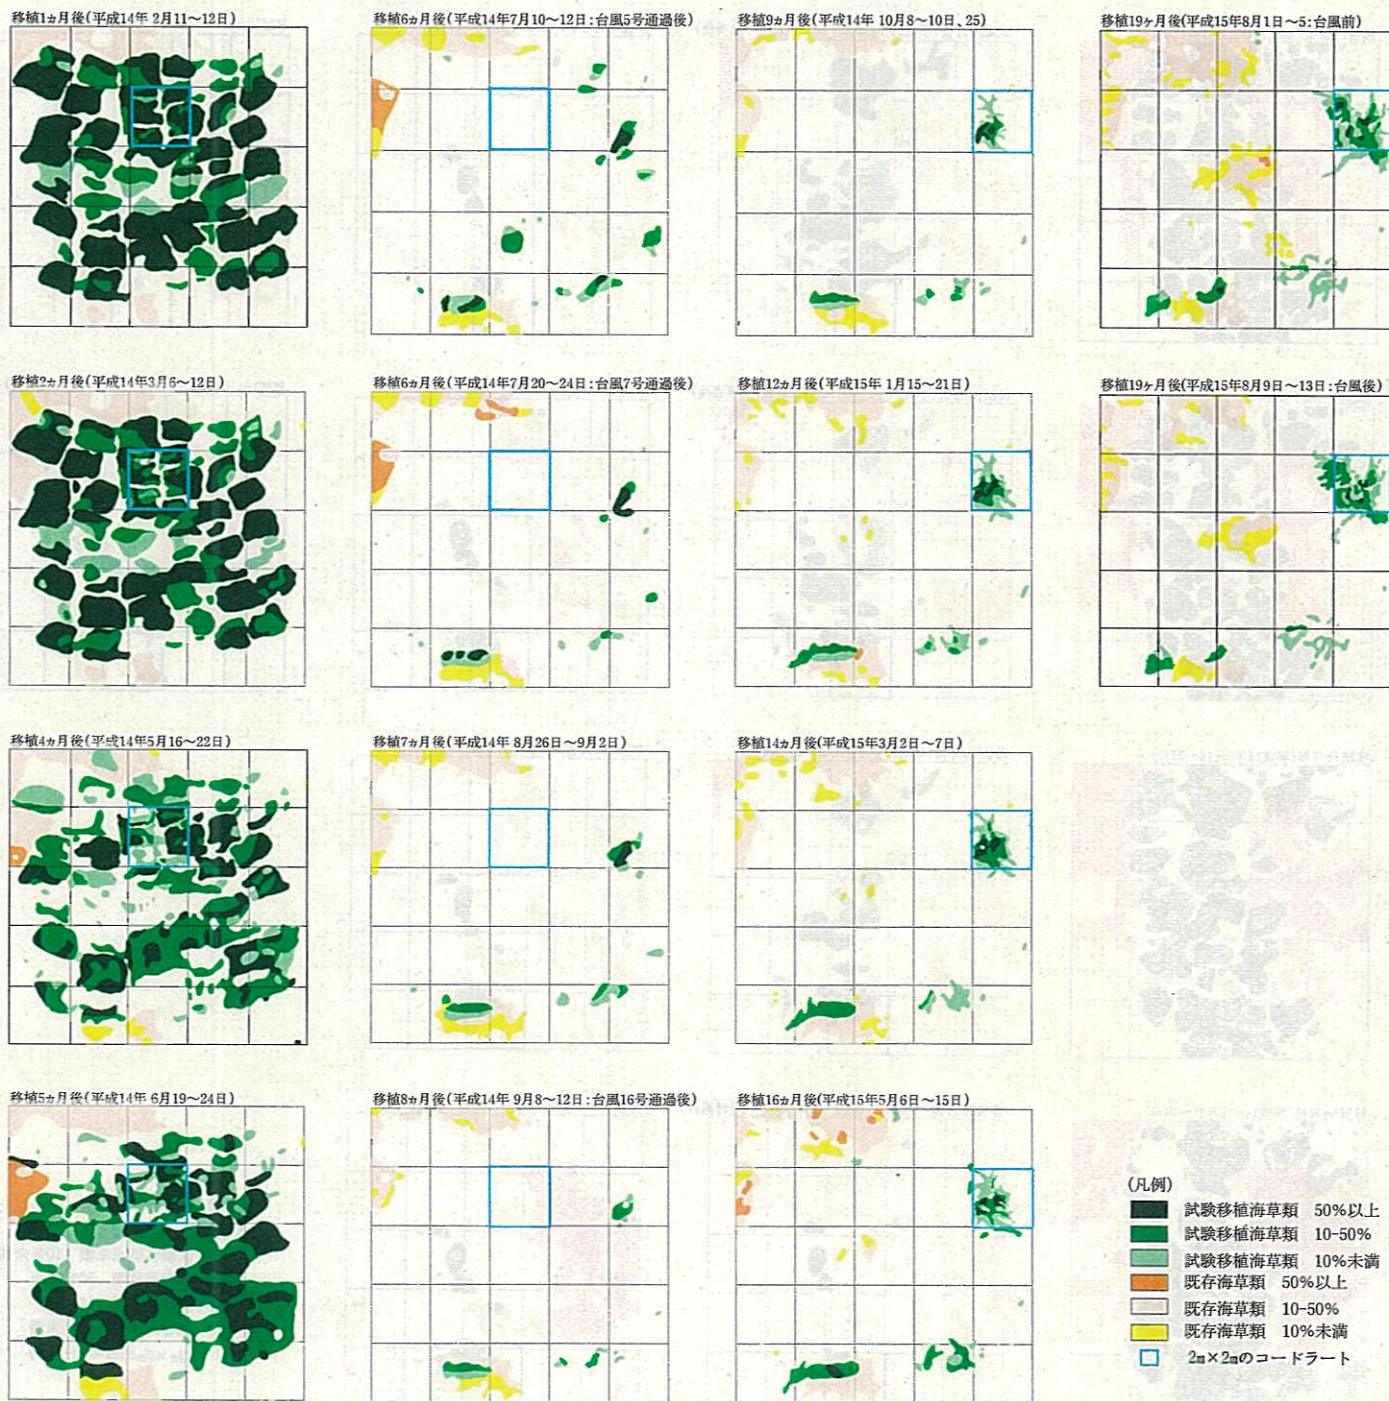 移植1ヵ月後(平成14年 2月11～12日)
移植6ヵ月後(平成14年7月10～12日:台風5号通過後)
移植9ヵ月後(平成14年 10月8～10日、25)
移植19ヶ月後(平成15年8月1日～5:台風前)
移植2ヵ月後(平成14年3月6～12日)
移植6ヵ月後(平成14年7月20～24日:台風7号通過後)
移植12ヵ月後(平成15年 1月15～21日)
移植19ヶ月後(平成15年8月9日～13日:台風後)
移植4ヵ月後(平成14年5月16～22日)
移植7ヵ月後(平成14年 8月26日～9月2日)
移植14ヵ月後(平成15年3月2日～7日)
移植5ヵ月後(平成14年 6月19～24日)
移植8ヵ月後(平成14年 9月8～12日:台風16号通過後)
移植16ヵ月後(平成15年5月6日～15日)
(凡例)
試験移植海草類 50%以上
試験移植海草類 10-50%
試験移植海草類 10%未満
既存海草類 50%以上
既存海草類 10-50%
既存海草類 10%未満
2m×2mのコードラート